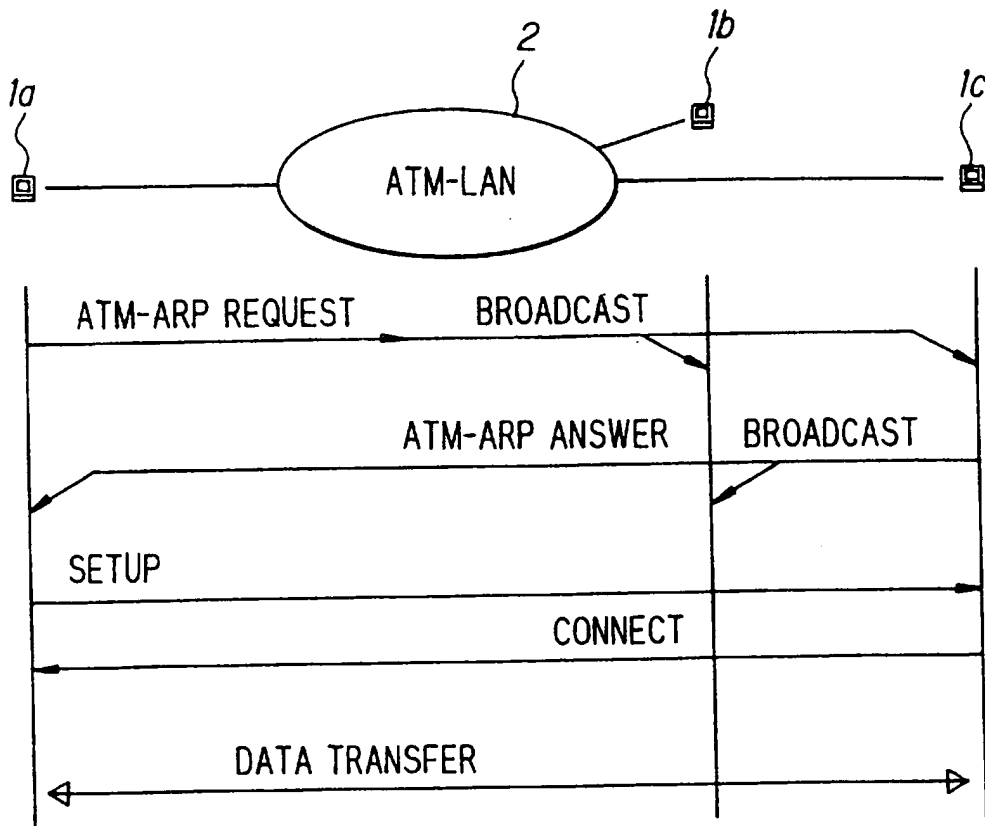 2
1b
1a
1c
ATM-LAN
ATM-ARP REQUEST
BROADCAST
ATM-ARP ANSWER
BROADCAST
SETUP
CONNECT
DATA TRANSFER